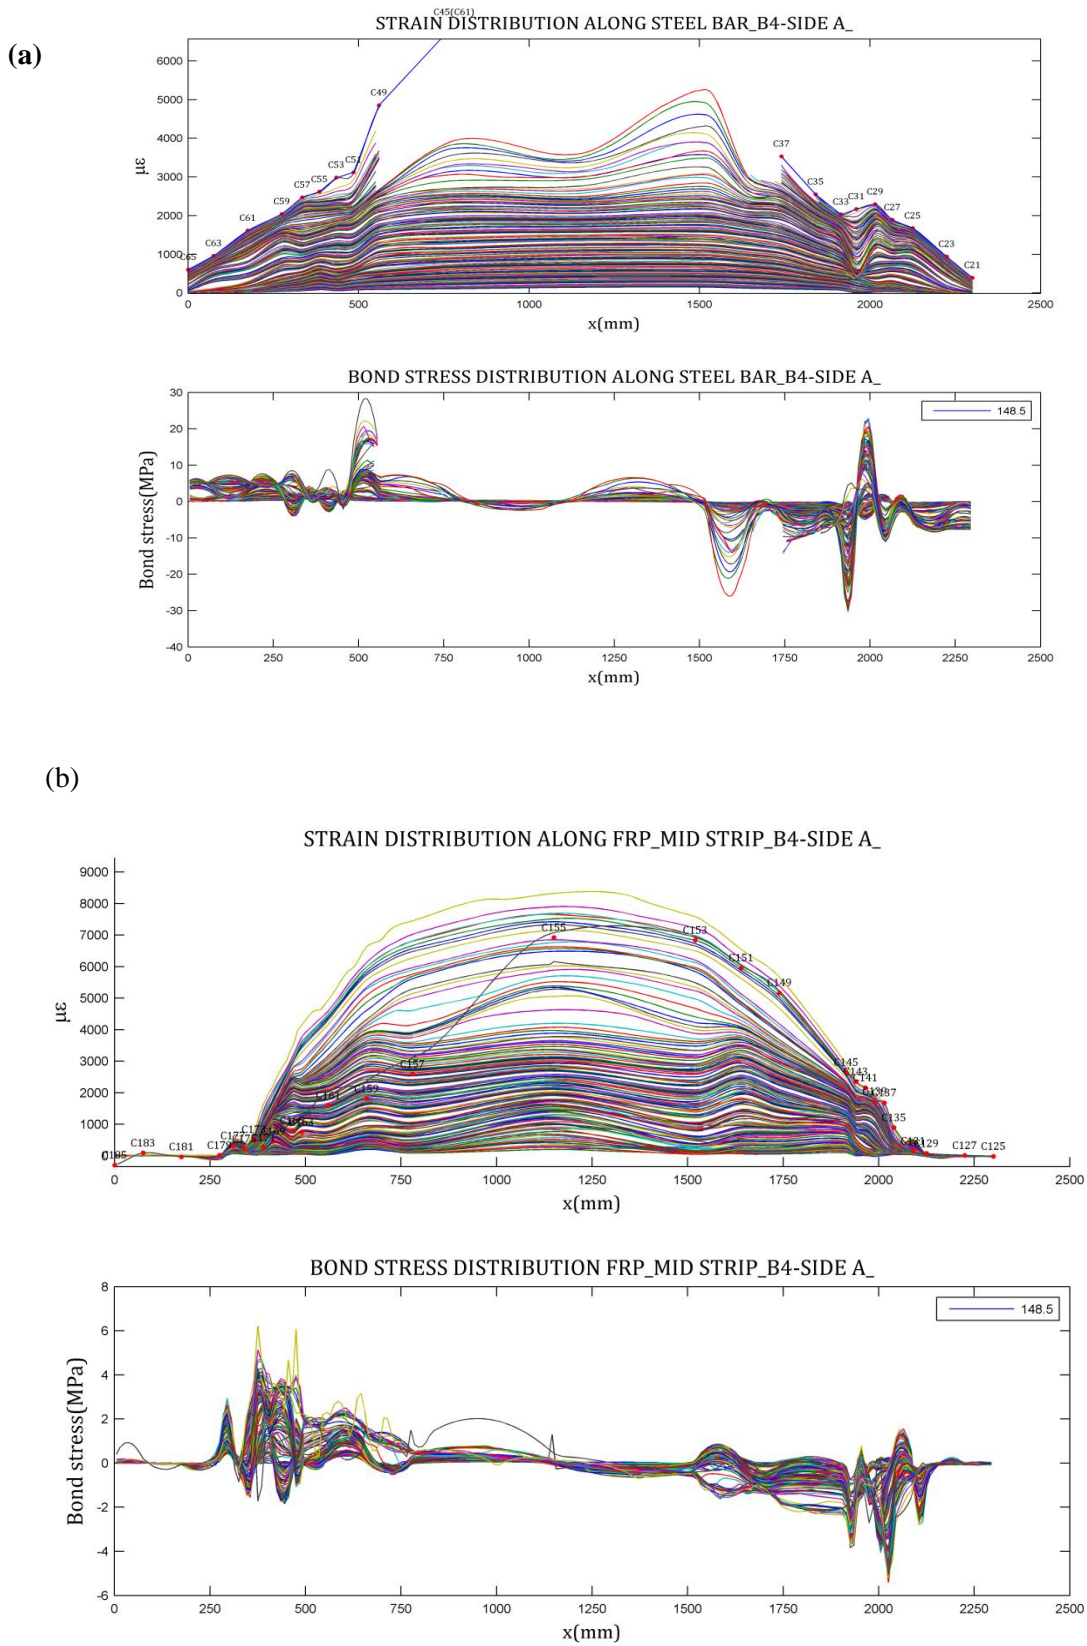 C45(C61)
STRAIN DISTRIBUTION ALONG STEEL BAR_B4-SIDE A_
(a)
6000
5000
4000
3000
2000
1000
0
με
C65
C63
C61
C59
C57
C55
C53
C51
C49
C37
C35
C33
C31
C29
C27
C25
C23
C21
0 500 1000 1500 2000 2500
x(mm)
BOND STRESS DISTRIBUTION ALONG STEEL BAR_B4-SIDE A_
30
20
10
0
-10
-20
-30
-40
Bond stress(MPa)
148.5
0 250 500 750 1000 1250 1500 1750 2000 2500
x(mm)
(b)
STRAIN DISTRIBUTION ALONG FRP_MID STRIP_B4-SIDE A_
9000
8000
7000
6000
5000
4000
3000
2000
1000
με
C185
C183
C181
C179
C161
C159
C157
C155
C153
C151
C149
C145
C143
C141
C137
C135
C129
C127
C125
0 250 500 750 1000 1250 1500 1750 2000 2250 2500
x(mm)
BOND STRESS DISTRIBUTION FRP_MID STRIP_B4-SIDE A_
8
6
4
2
0
-2
-4
-6
Bond stress(MPa)
148.5
0 250 500 750 1000 1250 1500 1750 2000 2250 2500
x(mm)